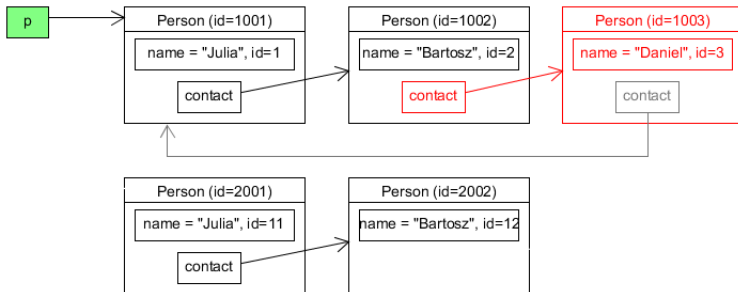 p
Person (id=1001)
Person (id=1002)
Person (id=1003)
name = "Julia", id=1
name = "Bartosz", id=2
name = "Daniel", id=3
contact
contact
contact
Person (id=2001)
Person (id=2002)
name = "Julia", id=11
name = "Bartosz", id=12
contact